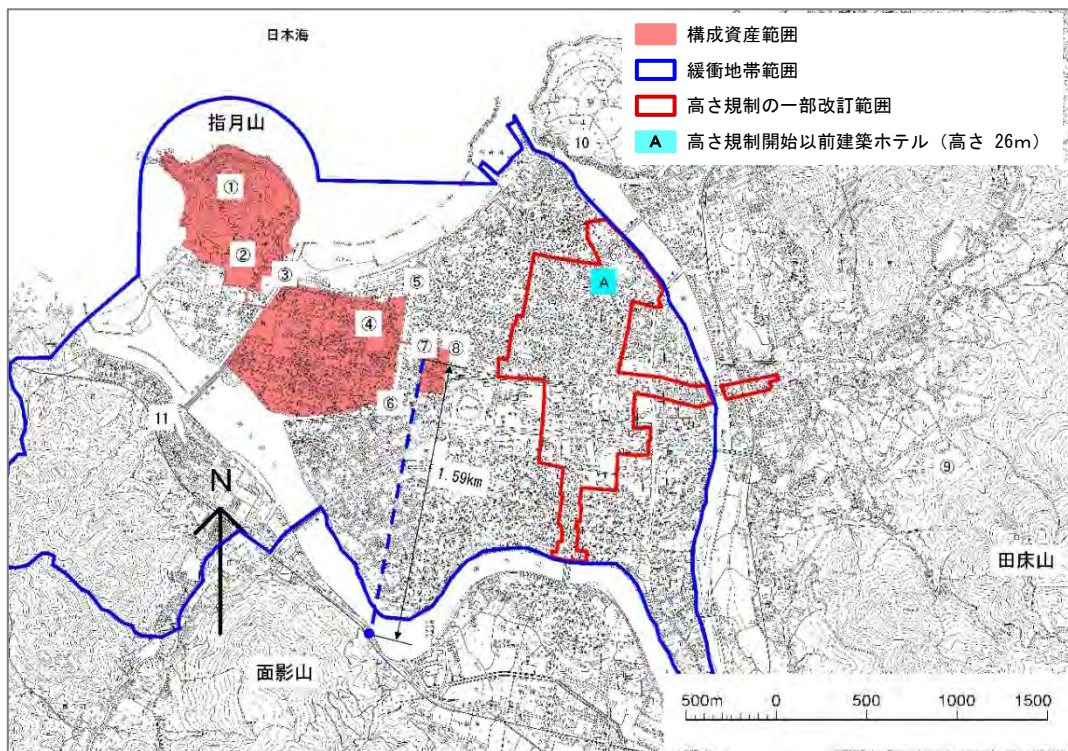 日本海
構成資産範囲
緩衝地帯範囲
高さ規制の一部改訂範囲
A 高さ規制開始以前建築ホテル（高さ 26m）
指月山
10
①
②
③
④
⑤
A
⑦
⑧
⑥
11
1.59km
⑨
N
田床山
面影山
500m 0 500 1000 1500